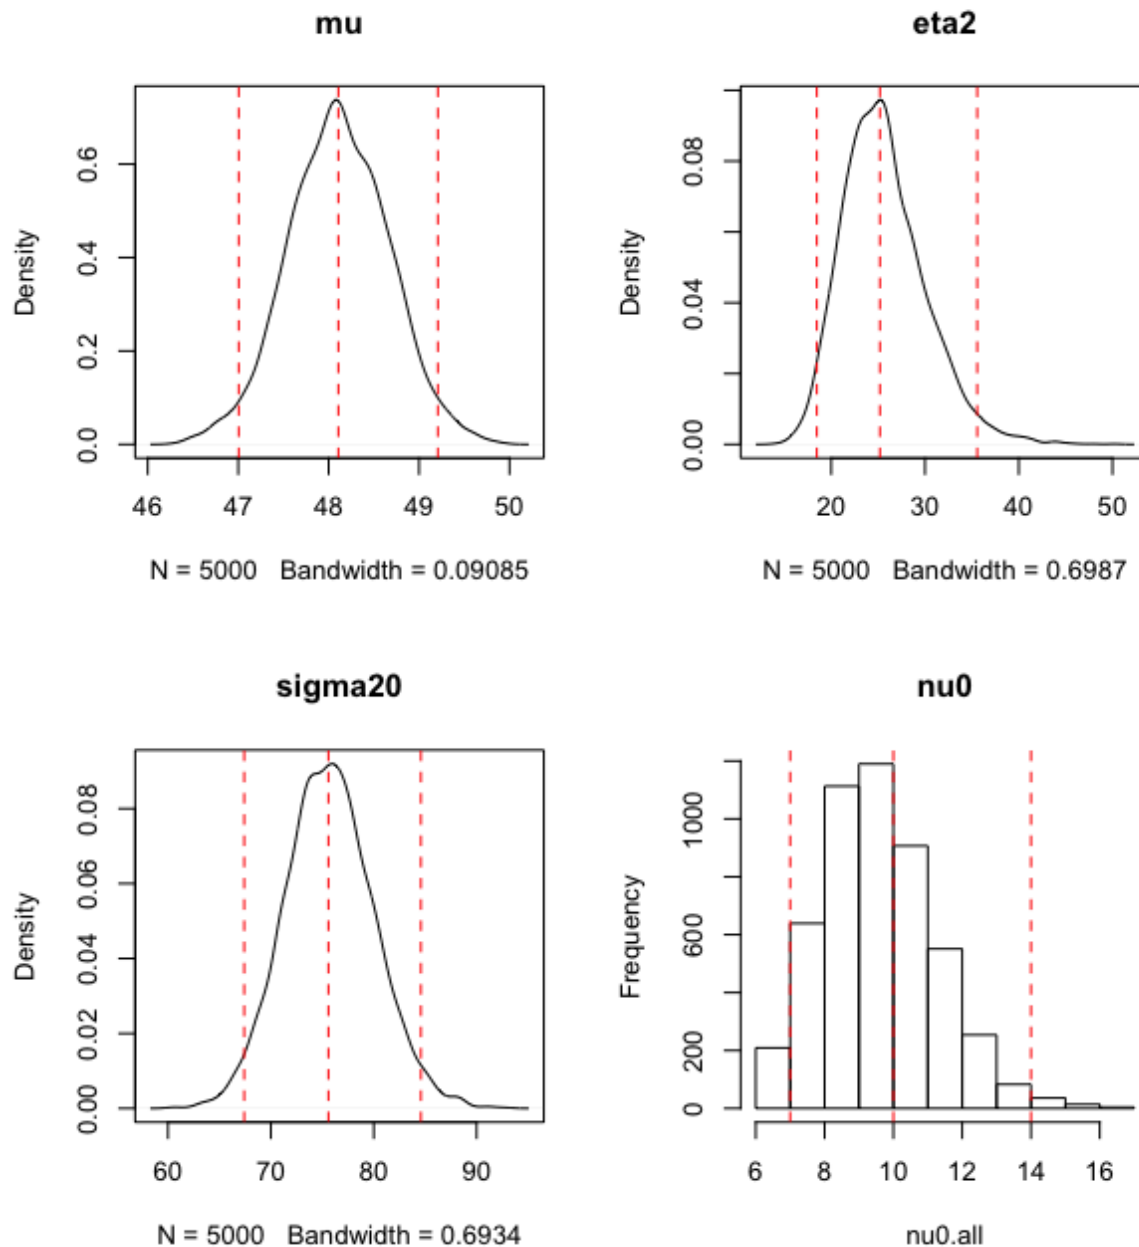 mu
Density
0.0 0.2 0.4 0.6
46 47 48 49 50
N = 5000 Bandwidth = 0.09085
eta2
Density
0.00 0.04 0.08
20 30 40 50
N = 5000 Bandwidth = 0.6987
sigma20
Density
0.00 0.02 0.04 0.06 0.08
60 70 80 90
N = 5000 Bandwidth = 0.6934
nu0
Frequency
0 200 600 1000
6 8 10 12 14 16
nu0.all